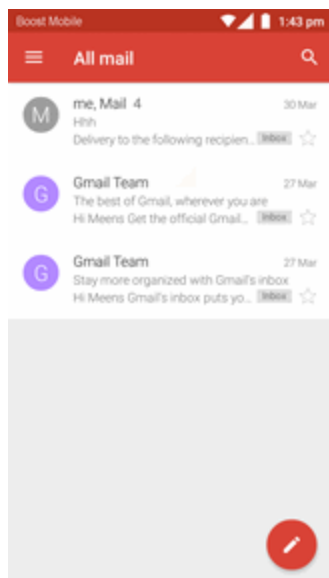 Boost Mobile 1:43 pm
All mail
M me, Mail 4 30 Mar
Hhh
Delivery to the following recipien... Inbox
G Gmail Team 27 Mar
The best of Gmail, wherever you are
Hi Meens Get the official Gmail... Inbox
G Gmail Team 27 Mar
Stay more organized with Gmail's inbox
Hi Meens Gmail's inbox puts yo... Inbox